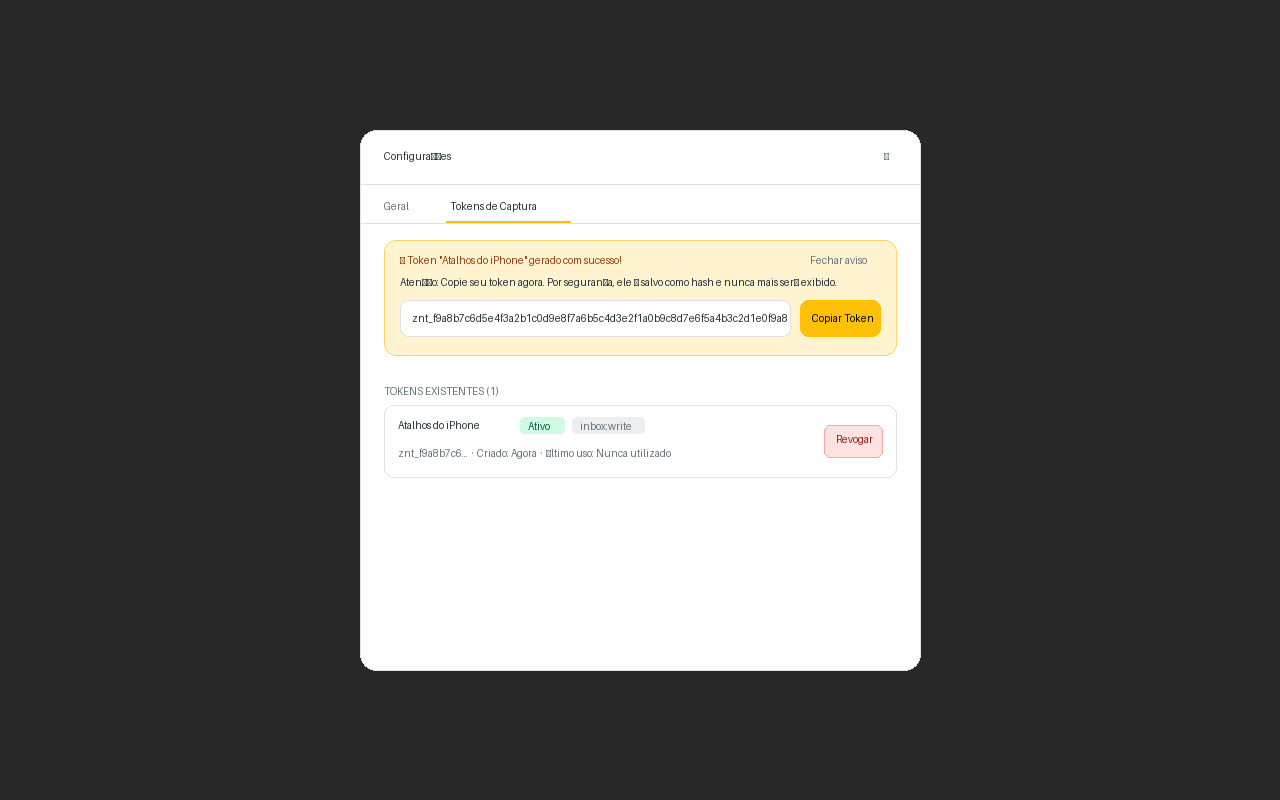 Configura▯▯es
▯
Geral
Tokens de Captura
▯ Token "Atalhos do iPhone" gerado com sucesso!
Fechar aviso
Aten▯▯o: Copie seu token agora. Por seguran▯a, ele ▯ salvo como hash e nunca mais ser▯ exibido.
znt_f9a8b7c6d5e4f3a2b1c0d9e8f7a6b5c4d3e2f1a0b9c8d7e6f5a4b3c2d1e0f9a8
Copiar Token
TOKENS EXISTENTES (1)
Atalhos do iPhone
Ativo
inbox:write
Revogar
znt_f9a8b7c6... · Criado: Agora · ▯ltimo uso: Nunca utilizado